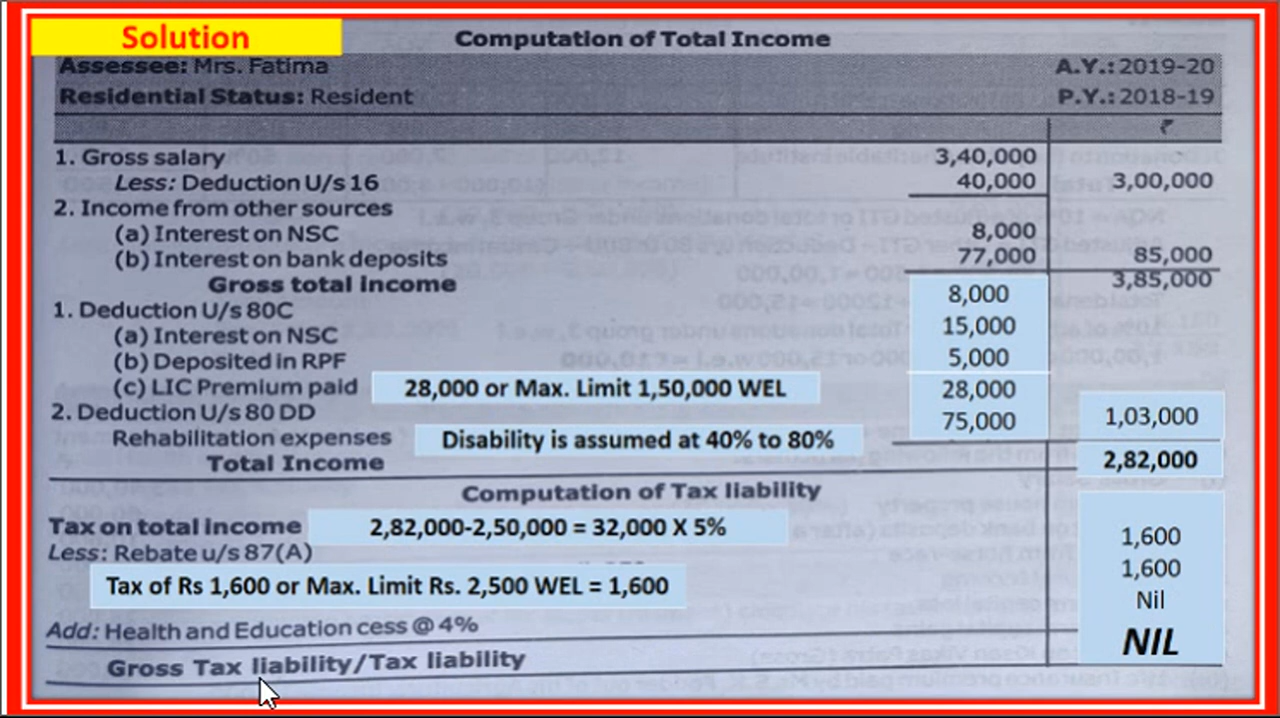 Solution
Computation of Total Income
Assessee: Mrs. Fatima A.Y.: 2019-20
Residential Status: Resident P.Y.: 2018-19
₹
1. Gross salary 3,40,000
Less: Deduction U/s 16 40,000 3,00,000
2. Income from other sources
(a) Interest on NSC 8,000
(b) Interest on bank deposits 77,000 85,000
Gross total income 3,85,000
1. Deduction U/s 80C 8,000
(a) Interest on NSC 15,000
(b) Deposited in RPF 5,000
(c) LIC Premium paid 28,000 or Max. Limit 1,50,000 WEL 28,000
2. Deduction U/s 80 DD 75,000 1,03,000
Rehabilitation expenses Disability is assumed at 40% to 80%
Total Income 2,82,000
Computation of Tax liability
Tax on total income 2,82,000-2,50,000 = 32,000 X 5% 1,600
Less: Rebate u/s 87(A) 1,600
Tax of Rs 1,600 or Max. Limit Rs. 2,500 WEL = 1,600 Nil
Add: Health and Education cess @ 4%
Gross Tax liability/Tax liability NIL